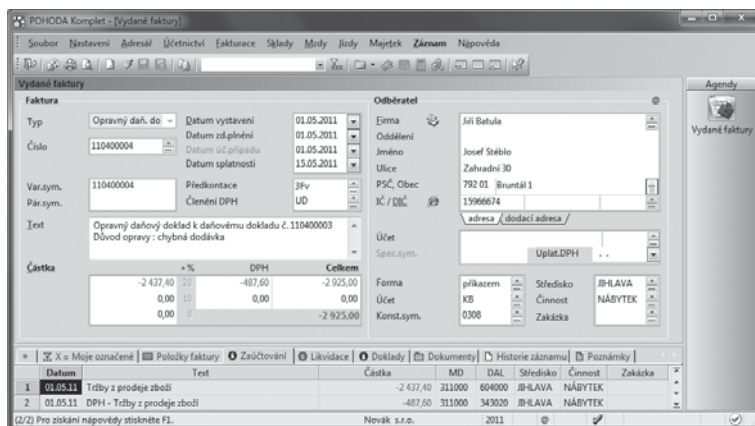 POHODA Komplet - [Vydané faktury]
Soubor Nastavení Adresář Účetnictví Fakturace Sklady Mzdy Jízdy Majetek Záznam Nápověda
Vydané faktury
Agendy
Vydané faktury
Faktura
Typ Opravný daň. do
Číslo 110400004
Datum vystavení 01.05.2011
Datum zd.plnění 01.05.2011
Datum úč.případu 01.05.2011
Datum splatnosti 15.05.2011
Var.sym. 110400004
Pár.sym.
Předkontace 3Fv
Členění DPH UD
Text Opravný daňový doklad k daňovému dokladu č. 110400003
Důvod opravy : chybná dodávka
Částka +% DPH Celkem
-2 437,40 20 -487,60 -2 925,00
0,00 10 0,00 0,00
0,00 0 -2 925,00
Odběratel @
Firma Jiří Batula
Oddělení
Jméno Josef Stéblo
Ulice Zahradní 30
PSČ, Obec 792 01 Bruntál 1
IČ / DIČ 15966674
adresa dodací adresa
Účet
Spec.sym. Uplat.DPH . .
Forma příkazem
Účet KB
Konst.sym. 0308
Středisko JIHLAVA
Činnost NÁBYTEK
Zakázka
X = Moje označené Položky faktury Zaúčtování Likvidace Doklady Dokumenty Historie záznamu Poznámky
Datum Text Částka MD DAL Středisko Činnost Zakázka
1 01.05.11 Tržby z prodeje zboží -2 437,40 311000 604000 JIHLAVA NÁBYTEK
2 01.05.11 DPH - Tržby z prodeje zboží -487,60 311000 343020 JIHLAVA NÁBYTEK
(2/2) Pro získání nápovědy stiskněte F1. Novák s.r.o. 2011 @